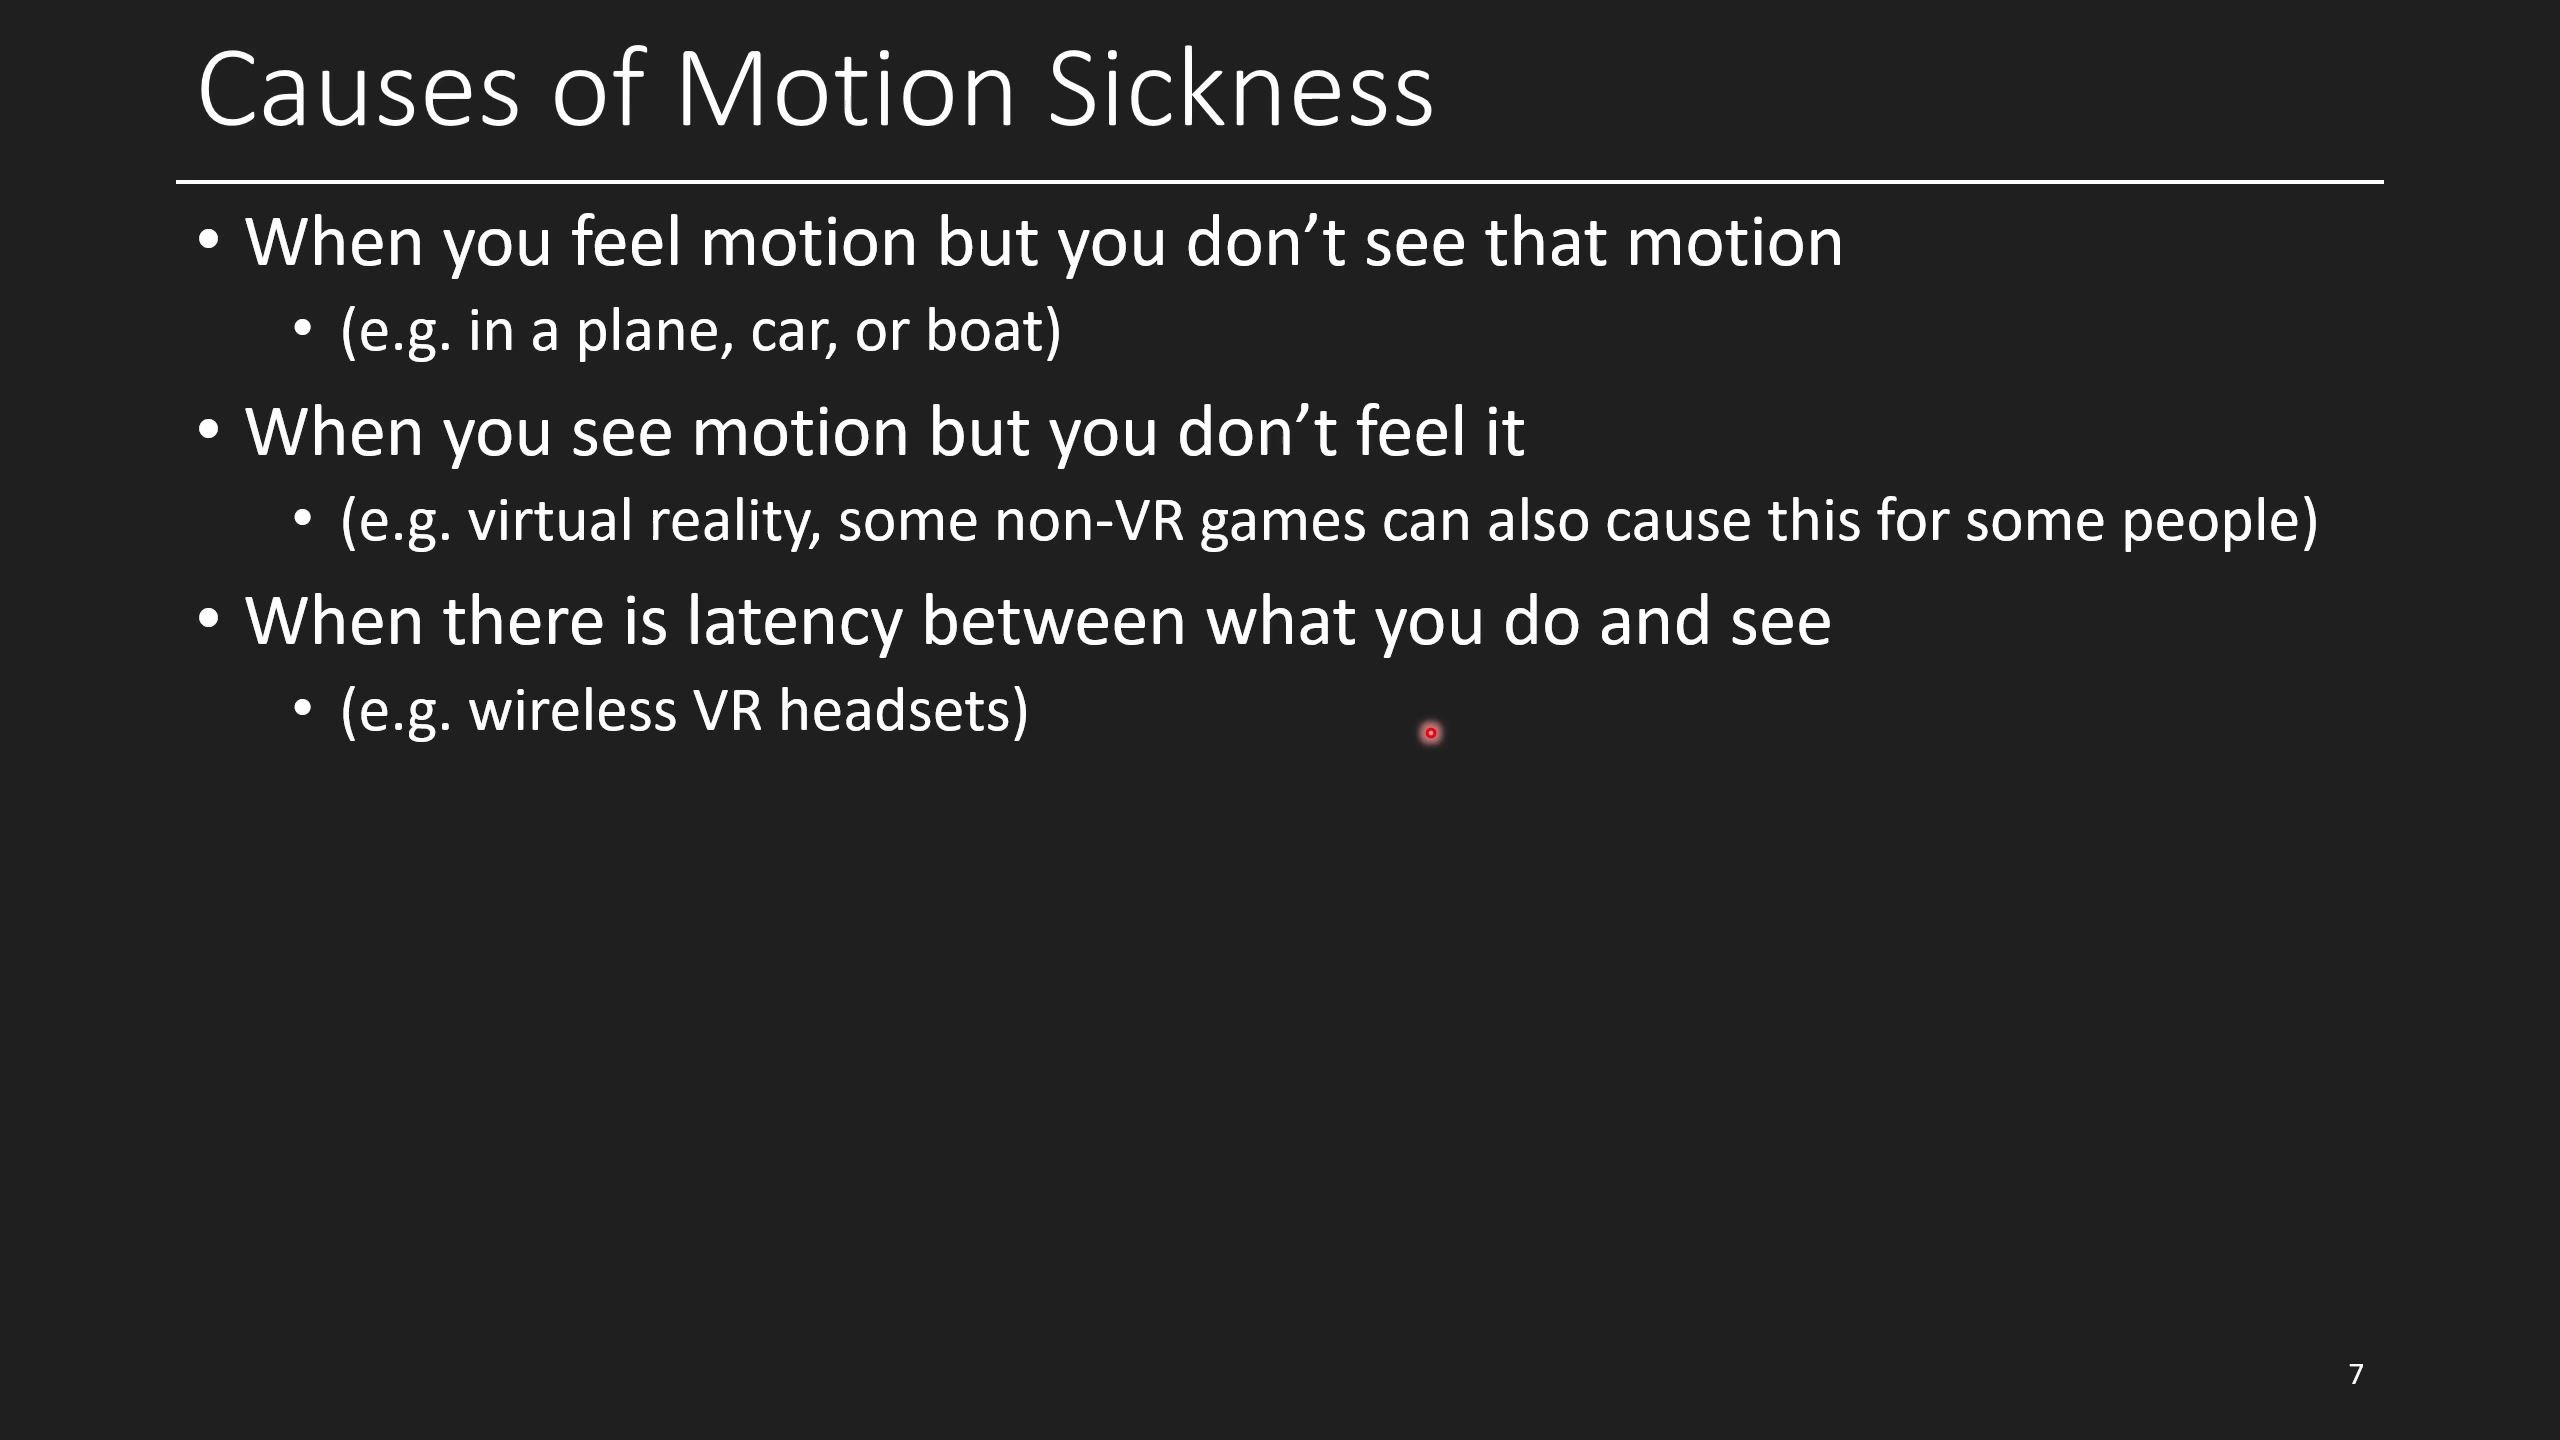 Causes of Motion Sickness
• When you feel motion but you don’t see that motion
• (e.g. in a plane, car, or boat)
• When you see motion but you don’t feel it
• (e.g. virtual reality, some non-VR games can also cause this for some people)
• When there is latency between what you do and see
• (e.g. wireless VR headsets)
7